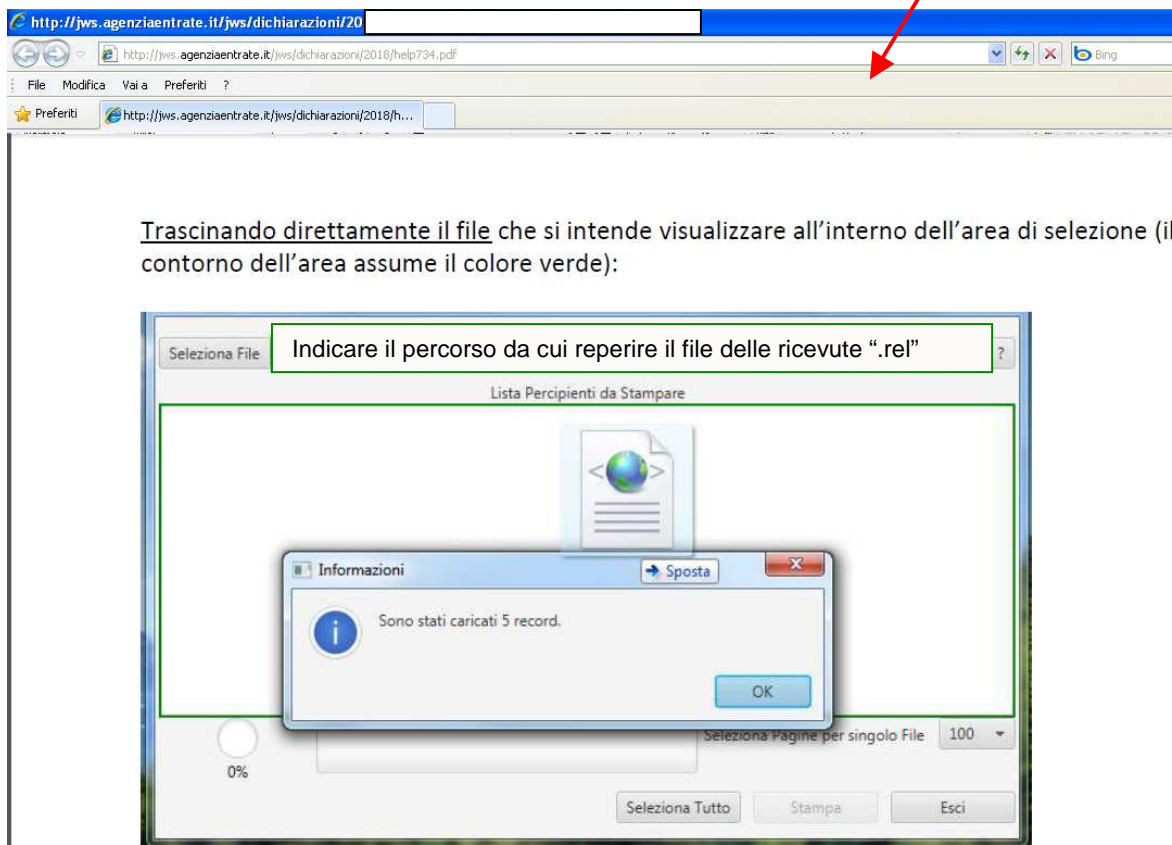 http://jws.agenziaentrate.it/jws/dichiarazioni/20
http://jws.agenziaentrate.it/jws/dichiarazioni/2018/help734.pdf
Bing
File Modifica Vai a Preferiti ?
Preferiti http://jws.agenziaentrate.it/jws/dichiarazioni/2018/h...
Trascinando direttamente il file che si intende visualizzare all'interno dell'area di selezione (il
contorno dell'area assume il colore verde):
Seleziona File Indicare il percorso da cui reperire il file delle ricevute “.rel” ?
Lista Percipienti da Stampare
Informazioni
Sposta
Sono stati caricati 5 record.
OK
Seleziona Pagine per singolo File 100
0%
Seleziona Tutto Stampa Esci